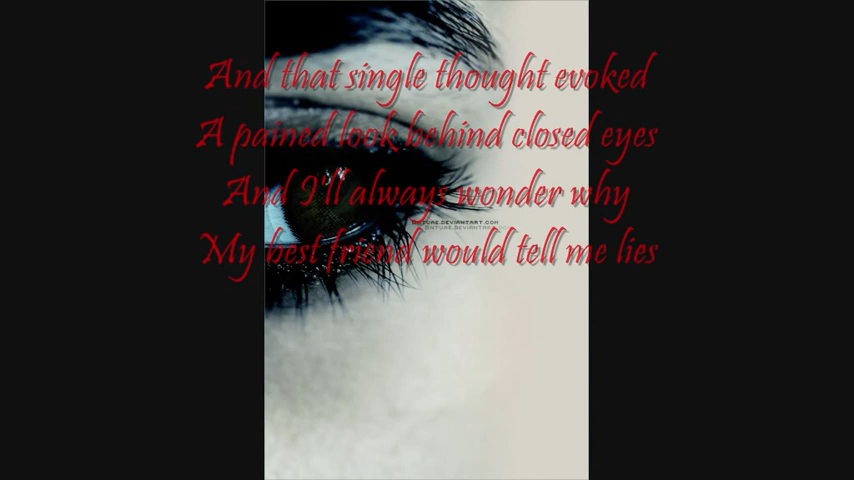 And that single thought evoked
A pained look behind closed eyes
And I'll always wonder why
My best friend would tell me lies